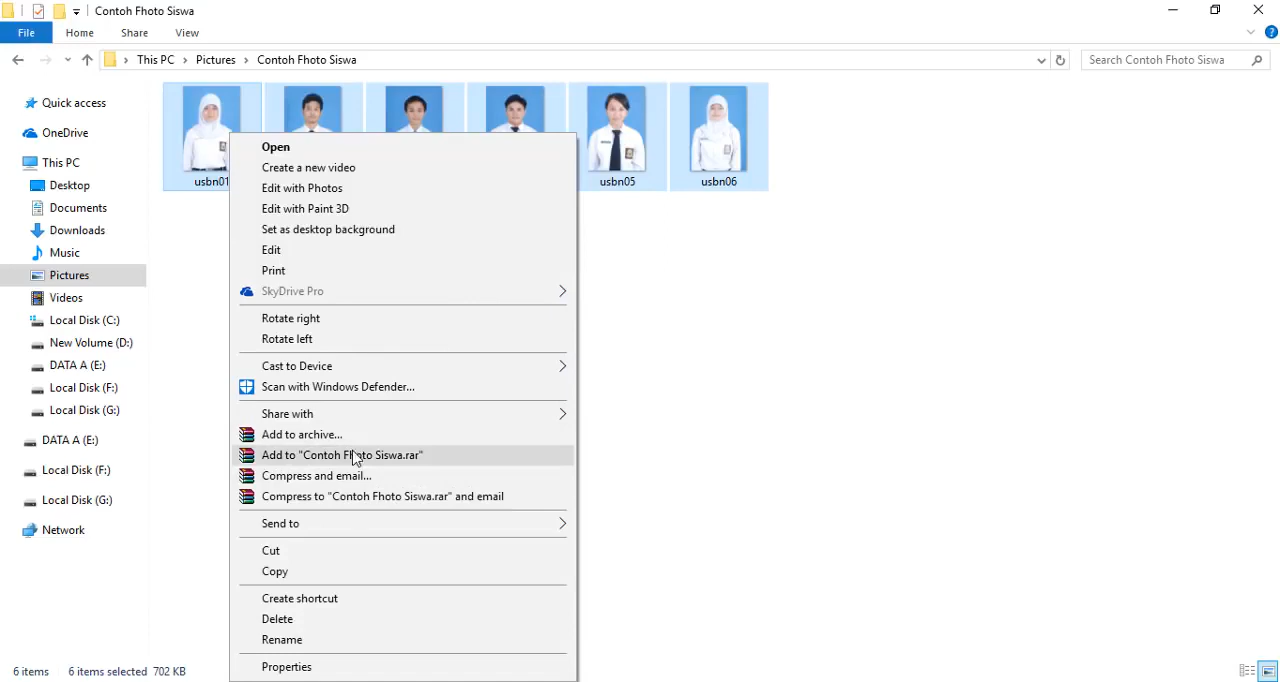 Contoh Fhoto Siswa
File Home Share View
This PC Pictures Contoh Fhoto Siswa Search Contoh Fhoto Siswa
Quick access
OneDrive
This PC
Desktop
Documents
Downloads
Music
Pictures
Videos
Local Disk (C:)
New Volume (D:)
DATA A (E:)
Local Disk (F:)
Local Disk (G:)
DATA A (E:)
Local Disk (F:)
Local Disk (G:)
Network
usbn01 usbn05 usbn06
Open
Create a new video
Edit with Photos
Edit with Paint 3D
Set as desktop background
Edit
Print
SkyDrive Pro
Rotate right
Rotate left
Cast to Device
Scan with Windows Defender...
Share with
Add to archive...
Add to "Contoh Fhoto Siswa.rar"
Compress and email...
Compress to "Contoh Fhoto Siswa.rar" and email
Send to
Cut
Copy
Create shortcut
Delete
Rename
Properties
6 items 6 items selected 702 KB